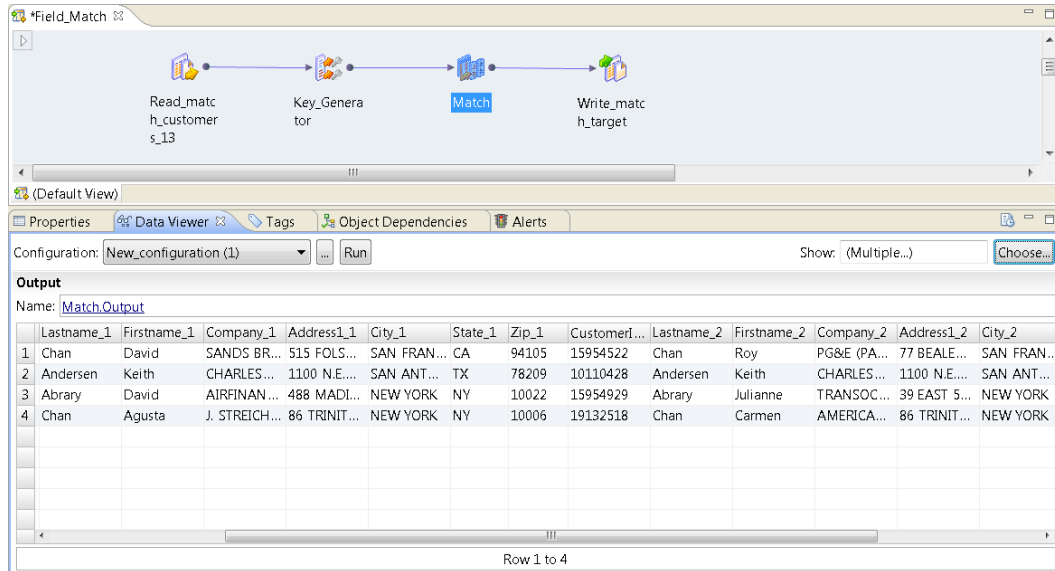 *Field_Match
Read_matc
h_customer
s_13
Key_Genera
tor
Match
Write_matc
h_target
(Default View)
Properties Data Viewer Tags Object Dependencies Alerts
Configuration: New_configuration (1) ... Run Show: (Multiple...) Choose...
Output
Name: Match.Output
Lastname_1 Firstname_1 Company_1 Address1_1 City_1 State_1 Zip_1 CustomerI... Lastname_2 Firstname_2 Company_2 Address1_2 City_2
1 Chan David SANDS BR... 515 FOLS... SAN FRAN... CA 94105 15954522 Chan Roy PG&E (PA... 77 BEALE... SAN FRAN...
2 Andersen Keith CHARLES... 1100 N.E.... SAN ANT... TX 78209 10110428 Andersen Keith CHARLES... 1100 N.E.... SAN ANT...
3 Abrary David AIRFINAN... 488 MADI... NEW YORK NY 10022 15954929 Abrary Julianne TRANSOC... 39 EAST 5... NEW YORK
4 Chan Agusta J. STREICH... 86 TRINIT... NEW YORK NY 10006 19132518 Chan Carmen AMERICA... 86 TRINIT... NEW YORK
Row 1 to 4